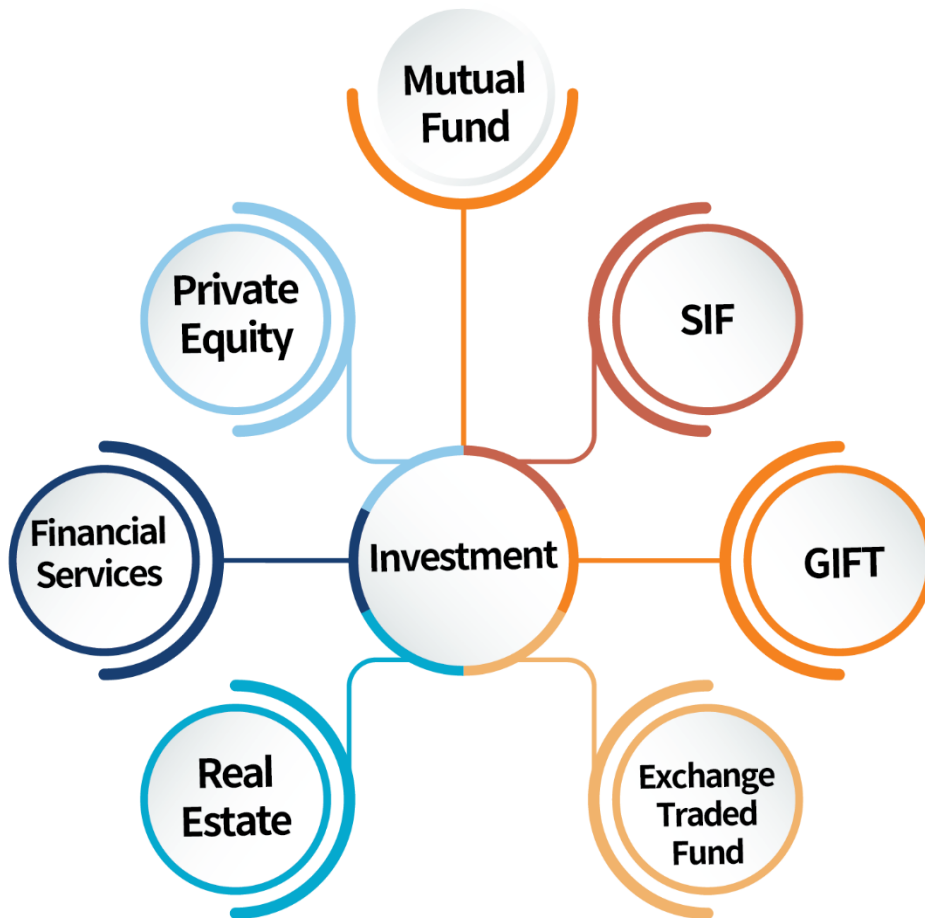 Mutual
Fund
Private
Equity
SIF
Financial
Services
Investment
GIFT
Real
Estate
Exchange
Traded
Fund